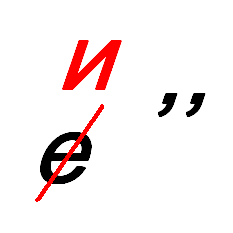 и
е ,,